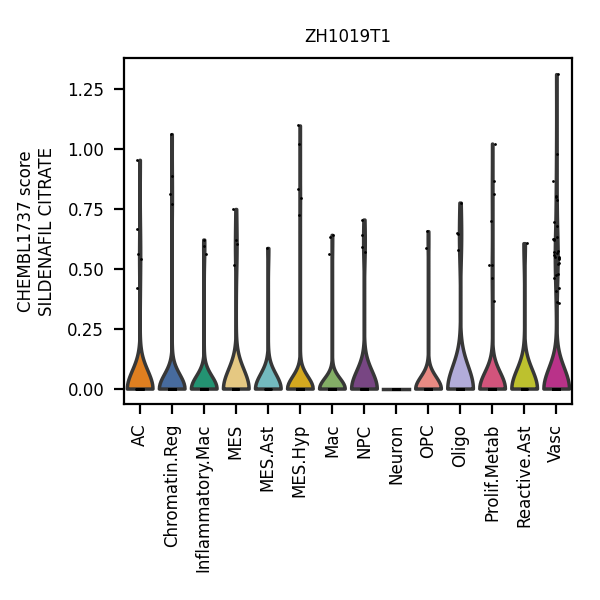 ZH1019T1
CHEMBL1737 score
SILDENAFIL CITRATE
1.25
1.00
0.75
0.50
0.25
0.00
AC
Chromatin.Reg
Inflammatory.Mac
MES
MES.Ast
MES.Hyp
Mac
NPC
Neuron
OPC
Oligo
Prolif.Metab
Reactive.Ast
Vasc